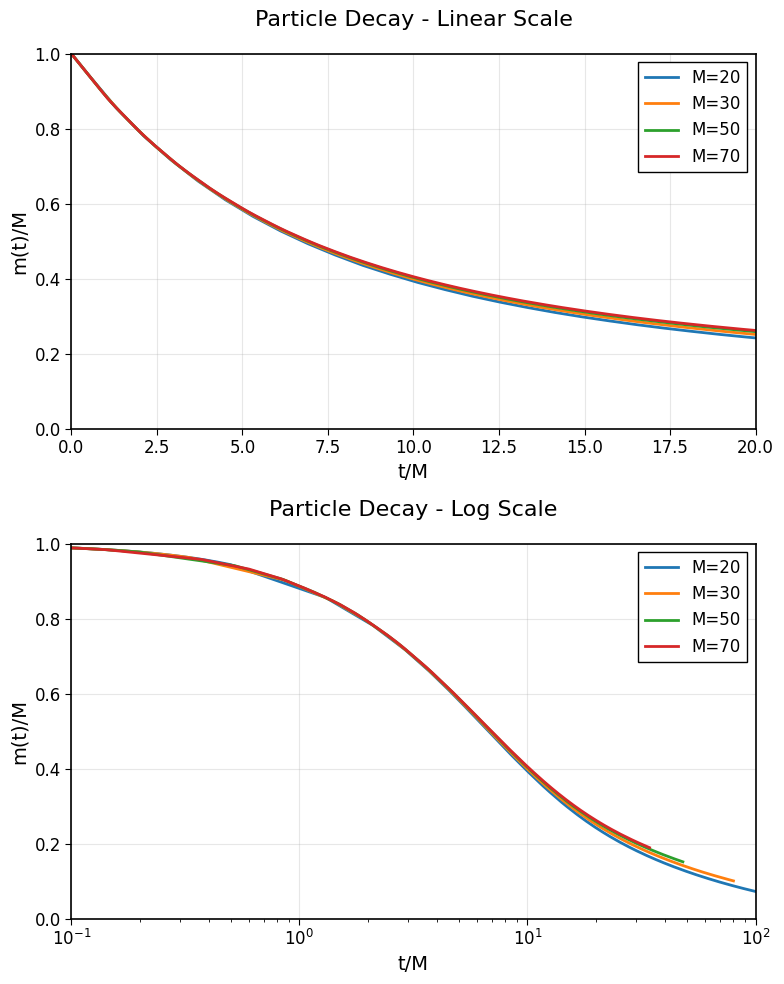 Particle Decay - Linear Scale
1.0
0.8
0.6
0.4
0.2
0.0
m(t)/M
M=20
M=30
M=50
M=70
0.0 2.5 5.0 7.5 10.0 12.5 15.0 17.5 20.0
t/M
Particle Decay - Log Scale
1.0
0.8
0.6
0.4
0.2
0.0
m(t)/M
M=20
M=30
M=50
M=70
10⁻¹ 10⁰ 10¹ 10²
t/M